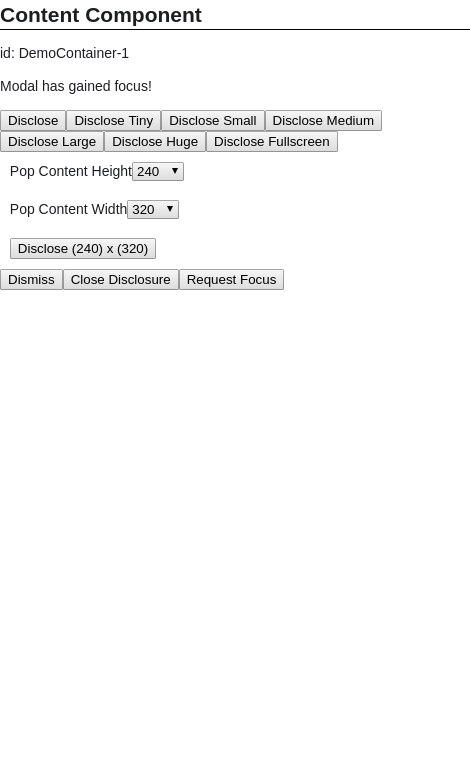 Content Component
id: DemoContainer-1
Modal has gained focus!
Disclose Disclose Tiny Disclose Small Disclose Medium
Disclose Large Disclose Huge Disclose Fullscreen
Pop Content Height 240
Pop Content Width 320
Disclose (240) x (320)
Dismiss Close Disclosure Request Focus